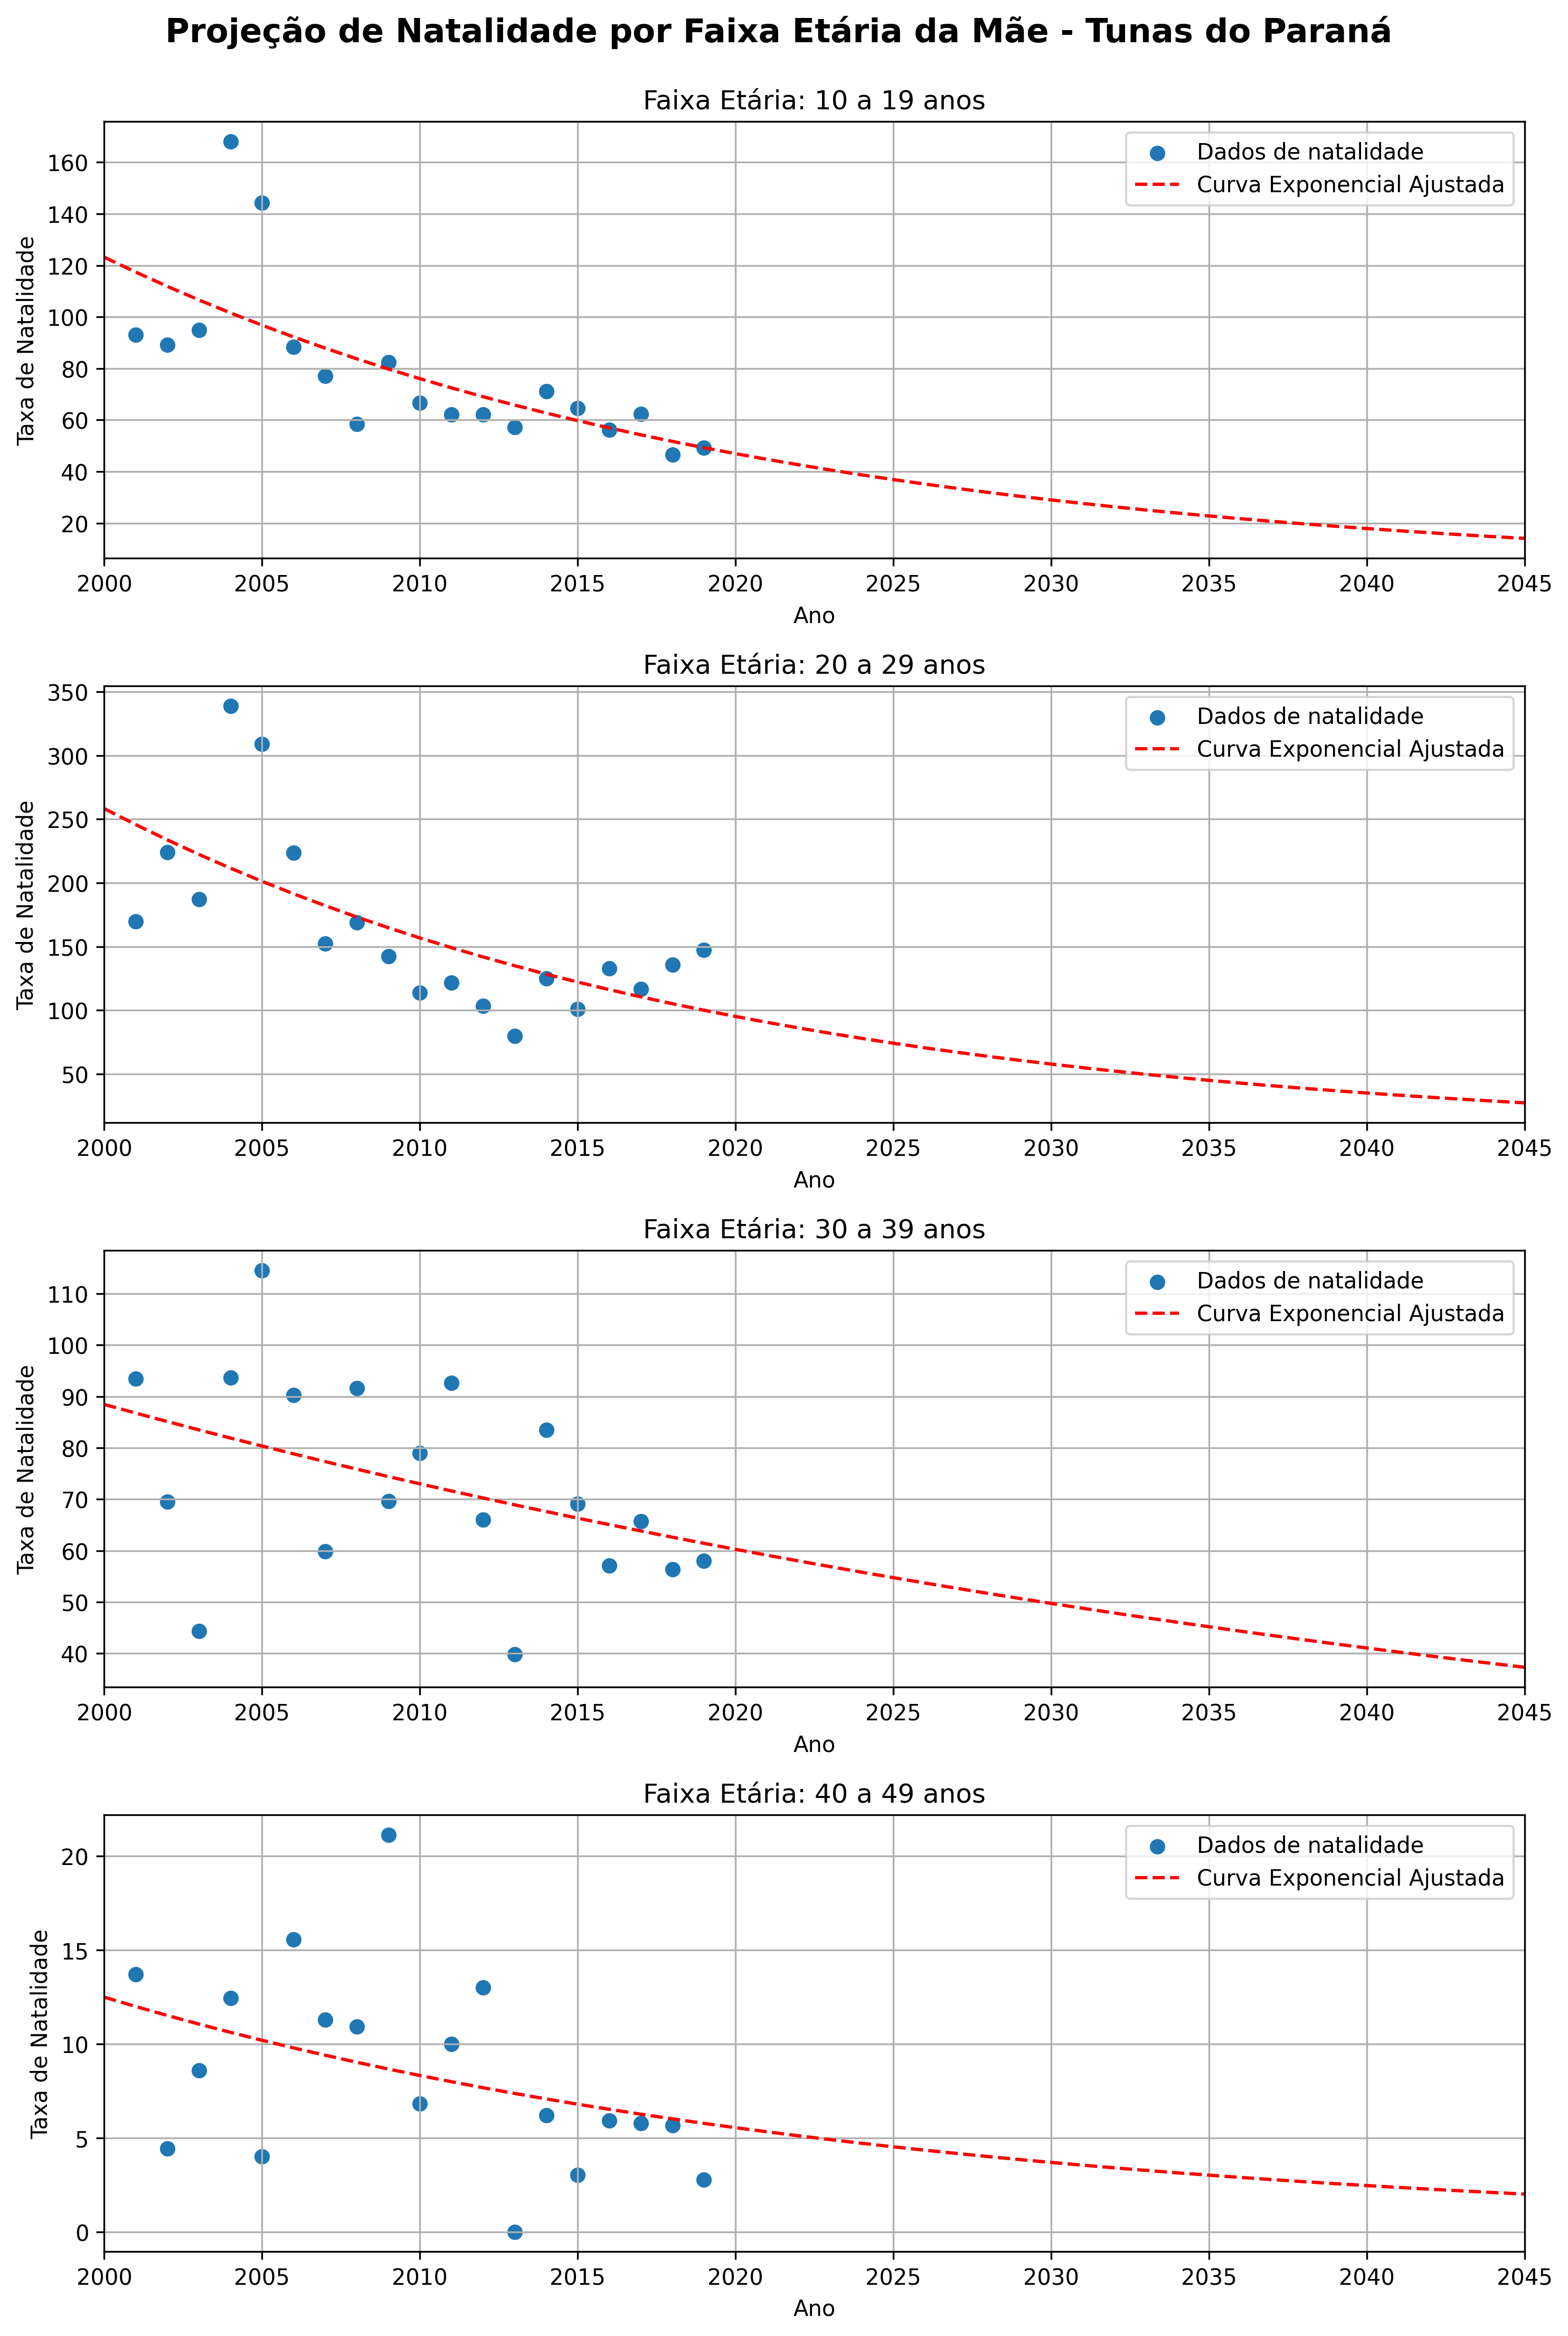 Projeção de Natalidade por Faixa Etária da Mãe - Tunas do Paraná
Faixa Etária: 10 a 19 anos
Taxa de Natalidade
160
140
120
100
80
60
40
20
Dados de natalidade
Curva Exponencial Ajustada
2000 2005 2010 2015 2020 2025 2030 2035 2040 2045
Ano
Faixa Etária: 20 a 29 anos
Taxa de Natalidade
350
300
250
200
150
100
50
Dados de natalidade
Curva Exponencial Ajustada
2000 2005 2010 2015 2020 2025 2030 2035 2040 2045
Ano
Faixa Etária: 30 a 39 anos
Taxa de Natalidade
110
100
90
80
70
60
50
40
Dados de natalidade
Curva Exponencial Ajustada
2000 2005 2010 2015 2020 2025 2030 2035 2040 2045
Ano
Faixa Etária: 40 a 49 anos
Taxa de Natalidade
20
15
10
5
0
Dados de natalidade
Curva Exponencial Ajustada
2000 2005 2010 2015 2020 2025 2030 2035 2040 2045
Ano